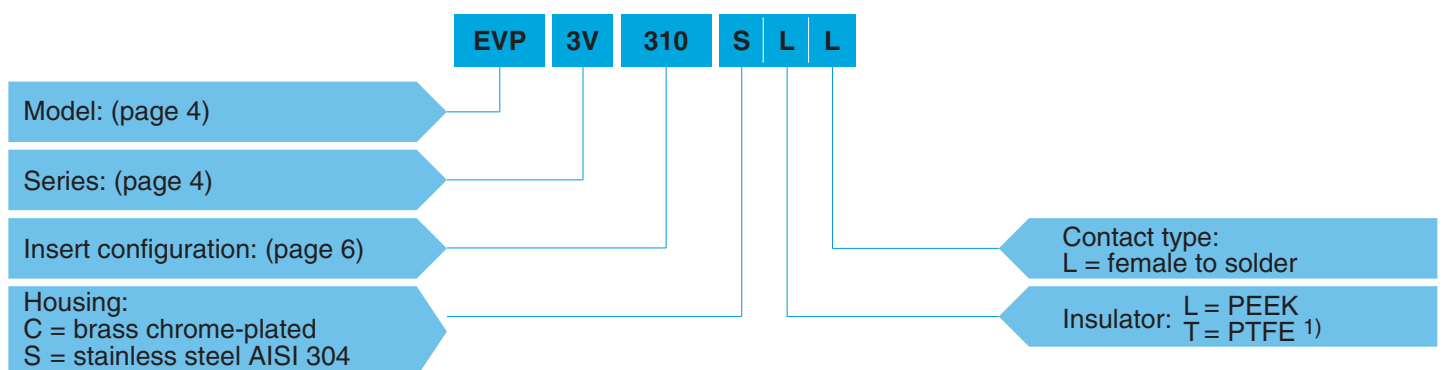 EVP 3V 310 S L L
Model: (page 4)
Series: (page 4)
Insert configuration: (page 6)
Housing:
C = brass chrome-plated
S = stainless steel AISI 304
Contact type:
L = female to solder
Insulator: L = PEEK
T = PTFE 1)